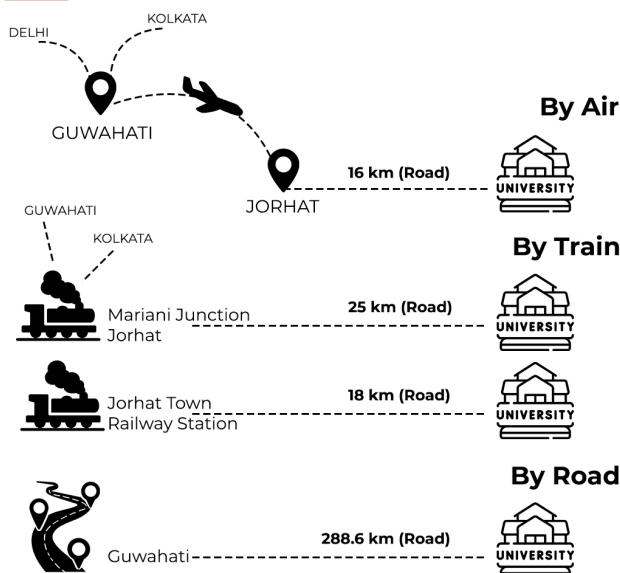 DELHI
KOLKATA
GUWAHATI
By Air
16 km (Road)
UNIVERSITY
JORHAT
GUWAHATI
KOLKATA
By Train
Mariani Junction
Jorhat
25 km (Road)
UNIVERSITY
Jorhat Town
Railway Station
18 km (Road)
UNIVERSITY
By Road
Guwahati
288.6 km (Road)
UNIVERSITY